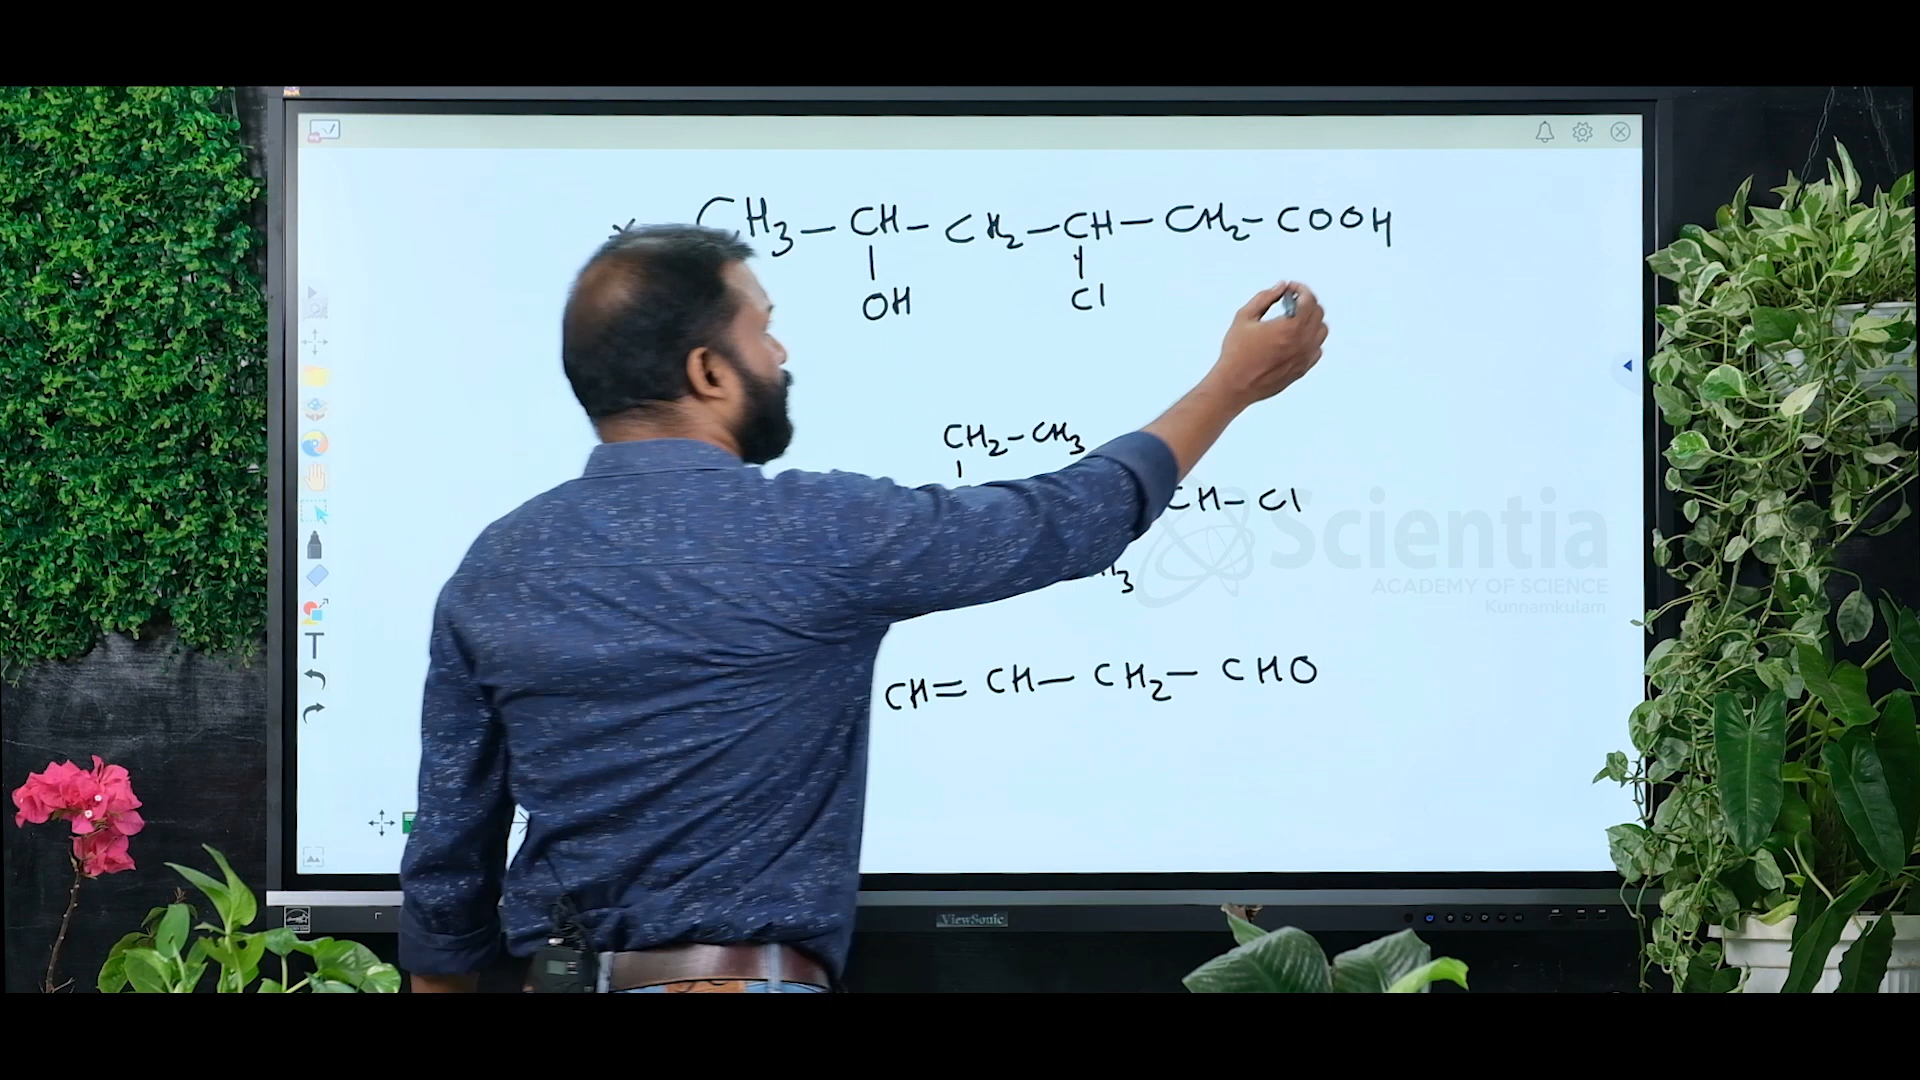 CH3 – CH – CH2 – CH – CH2 – COOH
OH Cl
CH2 – CH3
CH – Cl
Scientia
ACADEMY OF SCIENCE
Kunnamkulam
CH = CH – CH2 – CHO
T
ViewSonic